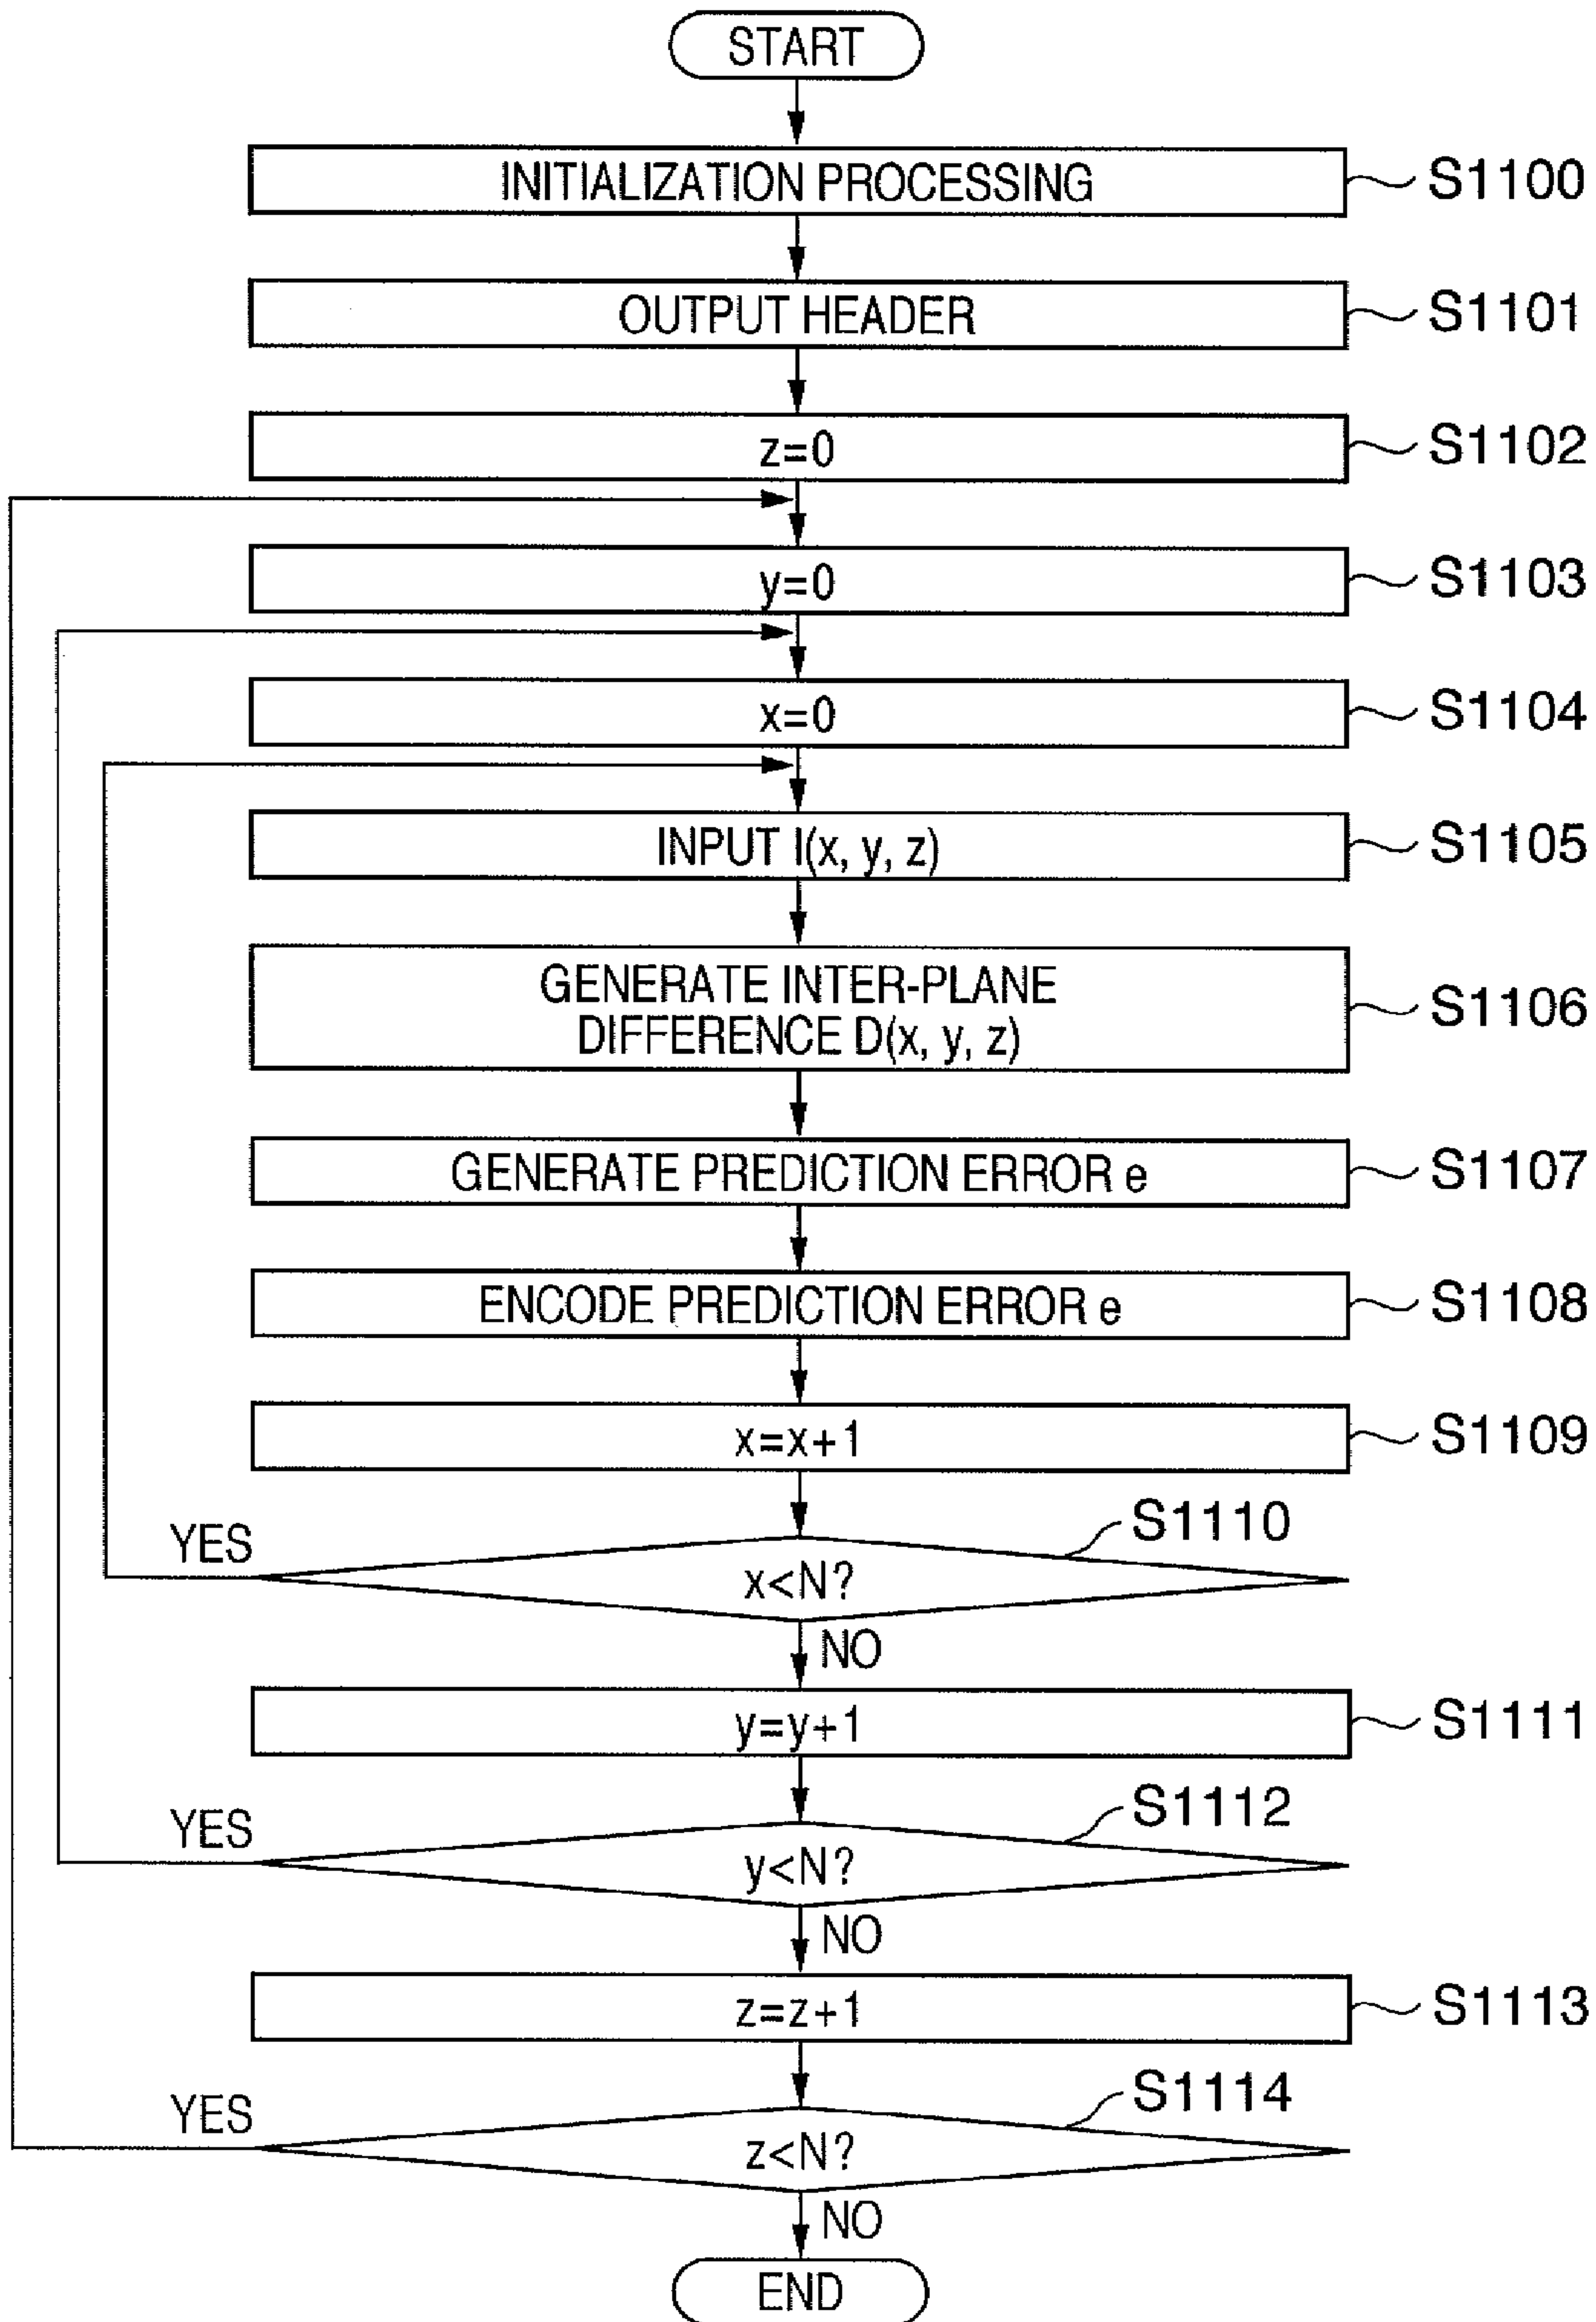 START
INITIALIZATION PROCESSING
S1100
OUTPUT HEADER
S1101
z=0
S1102
y=0
S1103
x=0
S1104
INPUT I(x, y, z)
S1105
GENERATE INTER-PLANE
DIFFERENCE D(x, y, z)
S1106
GENERATE PREDICTION ERROR e
S1107
ENCODE PREDICTION ERROR e
S1108
x=x+1
S1109
S1110
YES
x<N?
NO
y=y+1
S1111
S1112
YES
y<N?
NO
z=z+1
S1113
S1114
YES
z<N?
NO
END